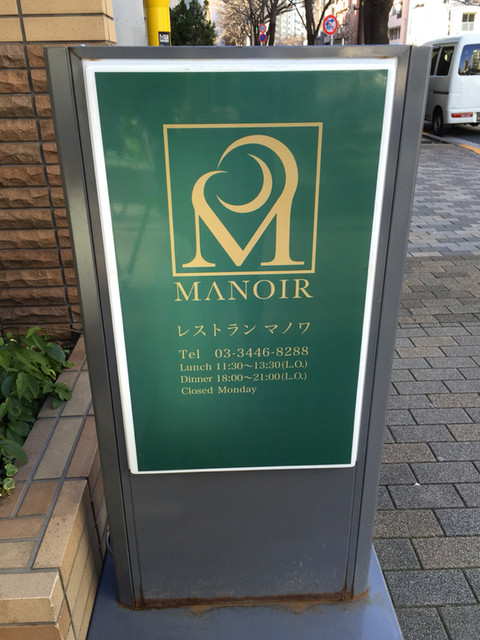 M
MANOIR
レストラン マノワ
Tel 03-3446-8288
Lunch 11:30~13:30(L.O.)
Dinner 18:00~21:00(L.O.)
Closed Monday